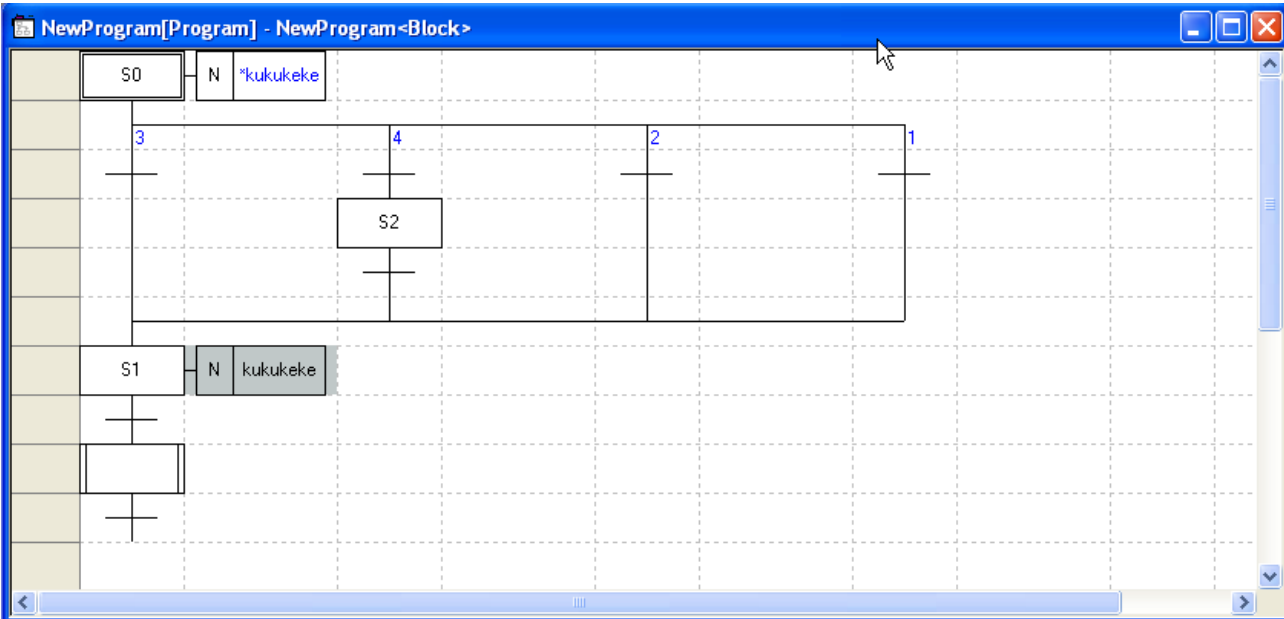 NewProgram[Program] - NewProgram<Block>
S0 N *kukukeke
3 4 2 1
S2
S1 N kukukeke